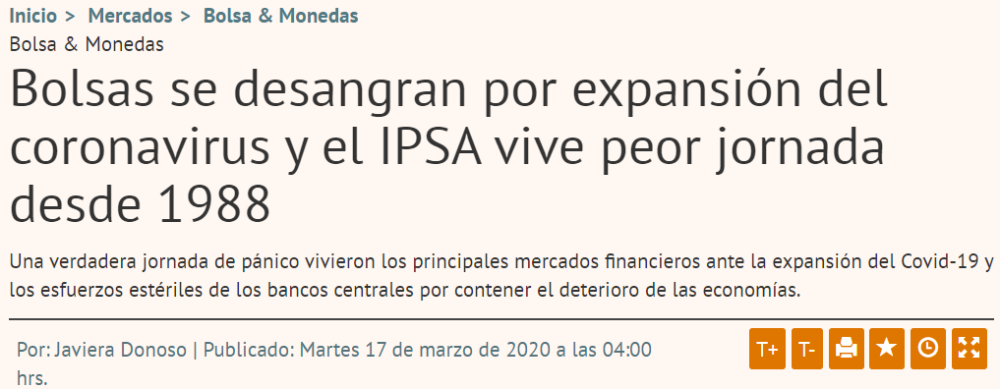 Inicio > Mercados > Bolsa & Monedas
Bolsa & Monedas
Bolsas se desangran por expansión del
coronavirus y el IPSA vive peor jornada
desde 1988
Una verdadera jornada de pánico vivieron los principales mercados financieros ante la expansión del Covid-19 y
los esfuerzos estériles de los bancos centrales por contener el deterioro de las economías.
Por: Javiera Donoso | Publicado: Martes 17 de marzo de 2020 a las 04:00
hrs.
T+ T-